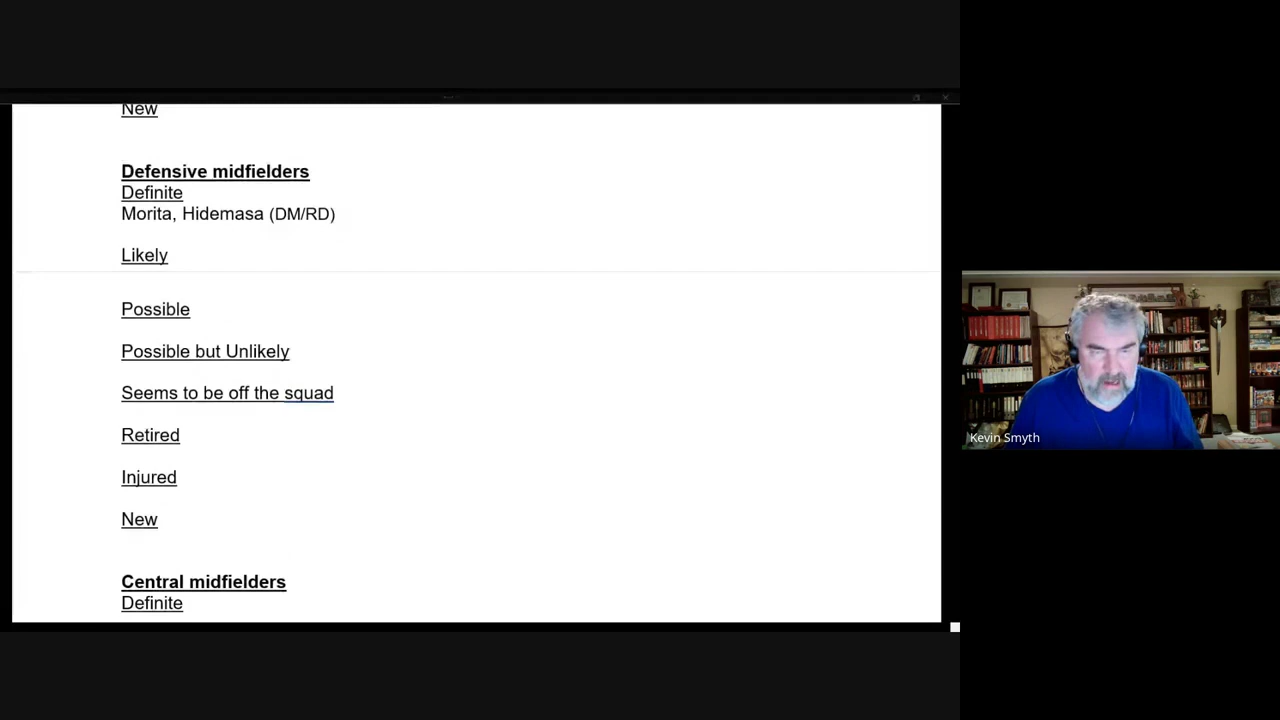 New
Defensive midfielders
Definite
Morita, Hidemasa (DM/RD)
Likely
Possible
Possible but Unlikely
Seems to be off the squad
Retired
Injured
New
Central midfielders
Definite
Kevin Smyth